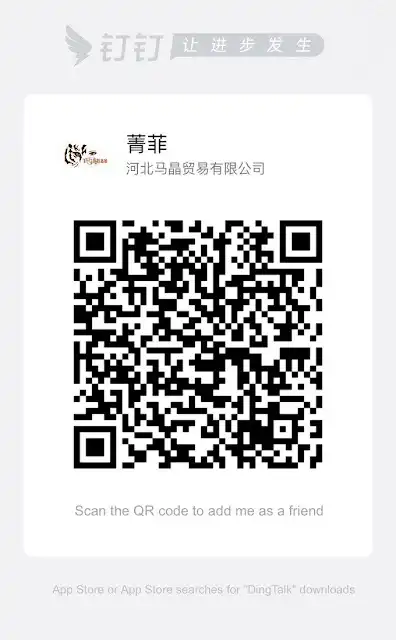 钉钉 让进步发生
菁菲
河北马晶贸易有限公司
Scan the QR code to add me as a friend
App Store or App Store searches for "DingTalk" downloads